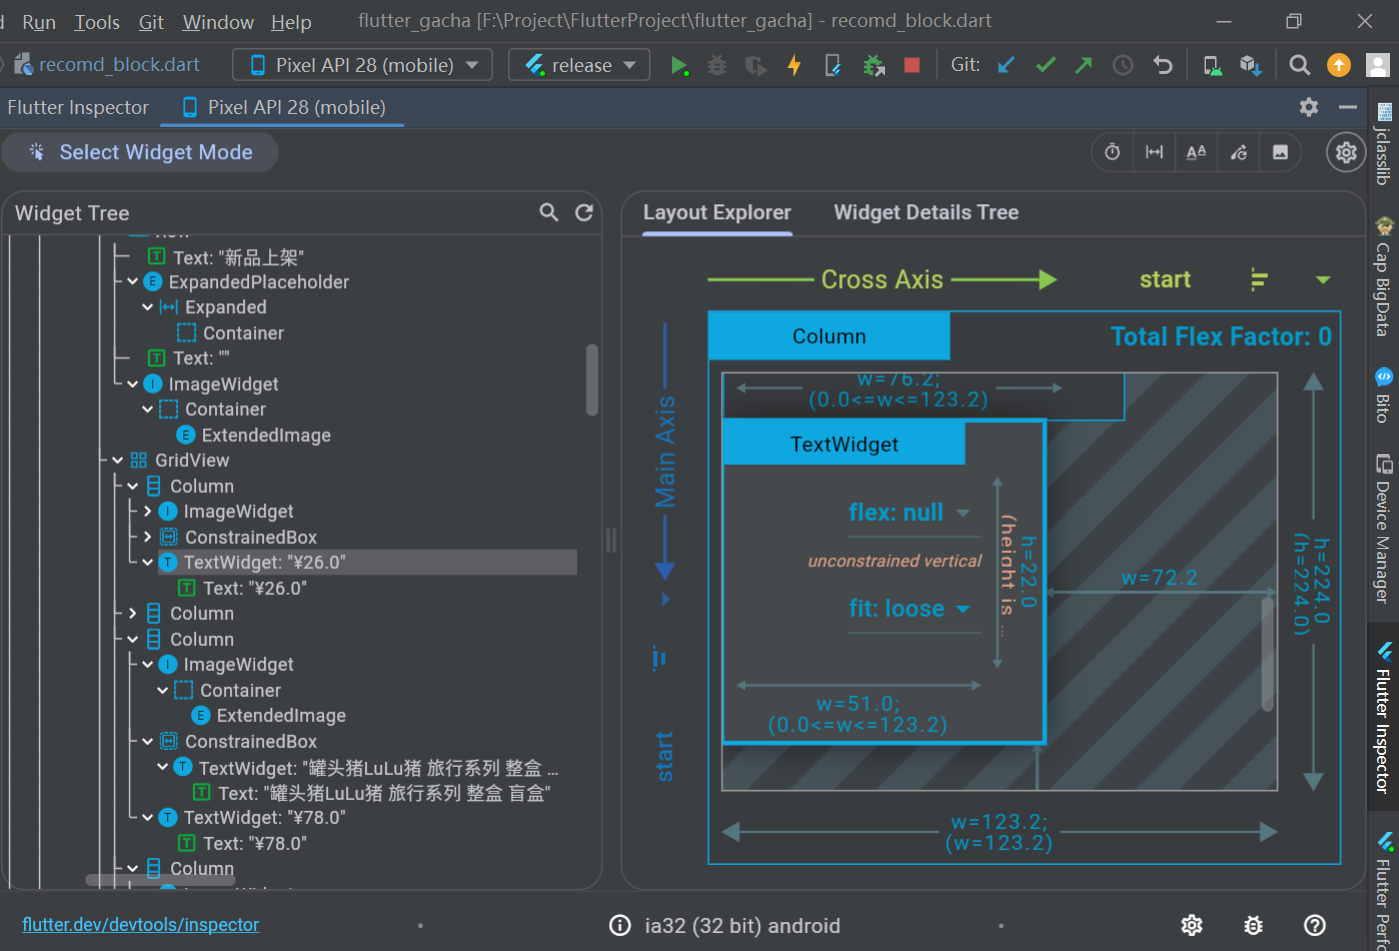 Run Tools Git Window Help flutter_gacha [F:\Project\FlutterProject\flutter_gacha] - recomd_block.dart
recomd_block.dart Pixel API 28 (mobile) release Git:
Flutter Inspector Pixel API 28 (mobile)
Select Widget Mode
Widget Tree
Text: "新品上架"
ExpandedPlaceholder
Expanded
Container
Text: ""
ImageWidget
Container
ExtendedImage
GridView
Column
ImageWidget
ConstrainedBox
TextWidget: "¥26.0"
Text: "¥26.0"
Column
Column
ImageWidget
Container
ExtendedImage
ConstrainedBox
TextWidget: "罐头猪LuLu猪 旅行系列 整盒 ...
Text: "罐头猪LuLu猪 旅行系列 整盒 盲盒"
TextWidget: "¥78.0"
Text: "¥78.0"
Column
Layout Explorer Widget Details Tree
Cross Axis start
Main Axis
start
Column Total Flex Factor: 0
w=76.2;
(0.0<=w<=123.2)
TextWidget
flex: null
unconstrained vertical
fit: loose
h=22.0
(height is ...
w=51.0;
(0.0<=w<=123.2)
w=72.2
h=224.0
(h=224.0)
w=123.2;
(w=123.2)
flutter.dev/devtools/inspector
ia32 (32 bit) android
jclasslib
Cap BigData
Bito
Device Manager
Flutter Inspector
Flutter Perfo